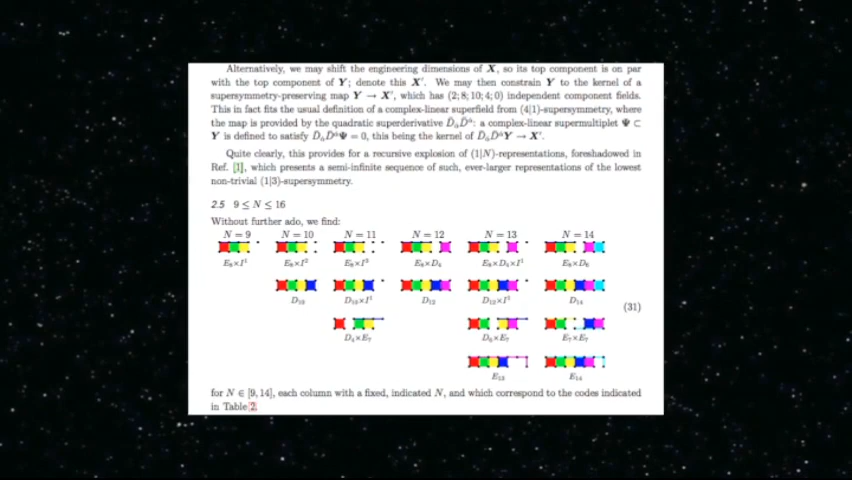 Alternatively, we may shift the engineering dimensions of X, so its top component is on par
with the top component of Y; denote this X′. We may then constrain Y to the kernel of a
supersymmetry-preserving map Y → X′, which has (2;8;10;4;0) independent component fields.
This in fact fits the usual definition of a complex-linear superfield from (4|1)-supersymmetry, where
the map is provided by the quadratic superderivative D̄α̇D̄α̇: a complex-linear supermultiplet Ψ ⊂
Y is defined to satisfy D̄α̇D̄α̇Ψ = 0, this being the kernel of D̄α̇D̄α̇Y → X′.
Quite clearly, this provides for a recursive explosion of (1|N)-representations, foreshadowed in
Ref. [1], which presents a semi-infinite sequence of such, ever-larger representations of the lowest
non-trivial (1|3)-supersymmetry.
2.5 9 ≤ N ≤ 16
Without further ado, we find:
N = 9 N = 10 N = 11 N = 12 N = 13 N = 14
E₈×I¹ E₈×I² E₈×I³ E₈×D₄ E₈×D₄×I¹ E₈×D₆
D₁₀ D₁₀×I¹ D₁₂ D₁₂×I¹ D₁₄
(31)
D₄×E₇ D₆×E₇ E₇×E₇
E₁₃ E₁₄
for N ∈ [9, 14], each column with a fixed, indicated N, and which correspond to the codes indicated
in Table 2.